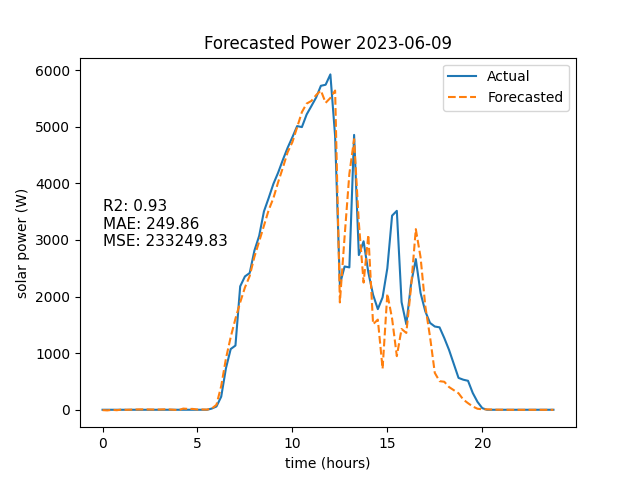 Forecasted Power 2023-06-09
Actual
Forecasted
6000
5000
4000
3000
2000
1000
0
R2: 0.93
MAE: 249.86
MSE: 233249.83
solar power (W)
0 5 10 15 20
time (hours)